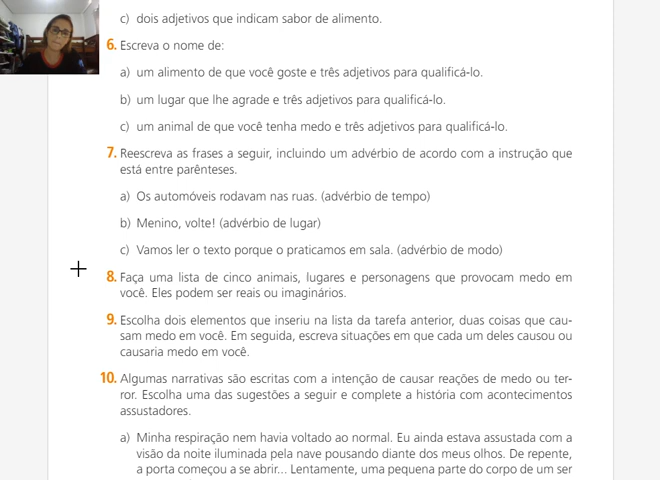 c) dois adjetivos que indicam sabor de alimento.
6. Escreva o nome de:
a) um alimento de que você goste e três adjetivos para qualificá-lo.
b) um lugar que lhe agrade e três adjetivos para qualificá-lo.
c) um animal de que você tenha medo e três adjetivos para qualificá-lo.
7. Reescreva as frases a seguir, incluindo um advérbio de acordo com a instrução que
está entre parênteses.
a) Os automóveis rodavam nas ruas. (advérbio de tempo)
b) Menino, volte! (advérbio de lugar)
c) Vamos ler o texto porque o praticamos em sala. (advérbio de modo)
8. Faça uma lista de cinco animais, lugares e personagens que provocam medo em
você. Eles podem ser reais ou imaginários.
9. Escolha dois elementos que inseriu na lista da tarefa anterior, duas coisas que cau-
sam medo em você. Em seguida, escreva situações em que cada um deles causou ou
causaria medo em você.
10. Algumas narrativas são escritas com a intenção de causar reações de medo ou ter-
ror. Escolha uma das sugestões a seguir e complete a história com acontecimentos
assustadores.
a) Minha respiração nem havia voltado ao normal. Eu ainda estava assustada com a
visão da noite iluminada pela nave pousando diante dos meus olhos. De repente,
a porta começou a se abrir... Lentamente, uma pequena parte do corpo de um ser